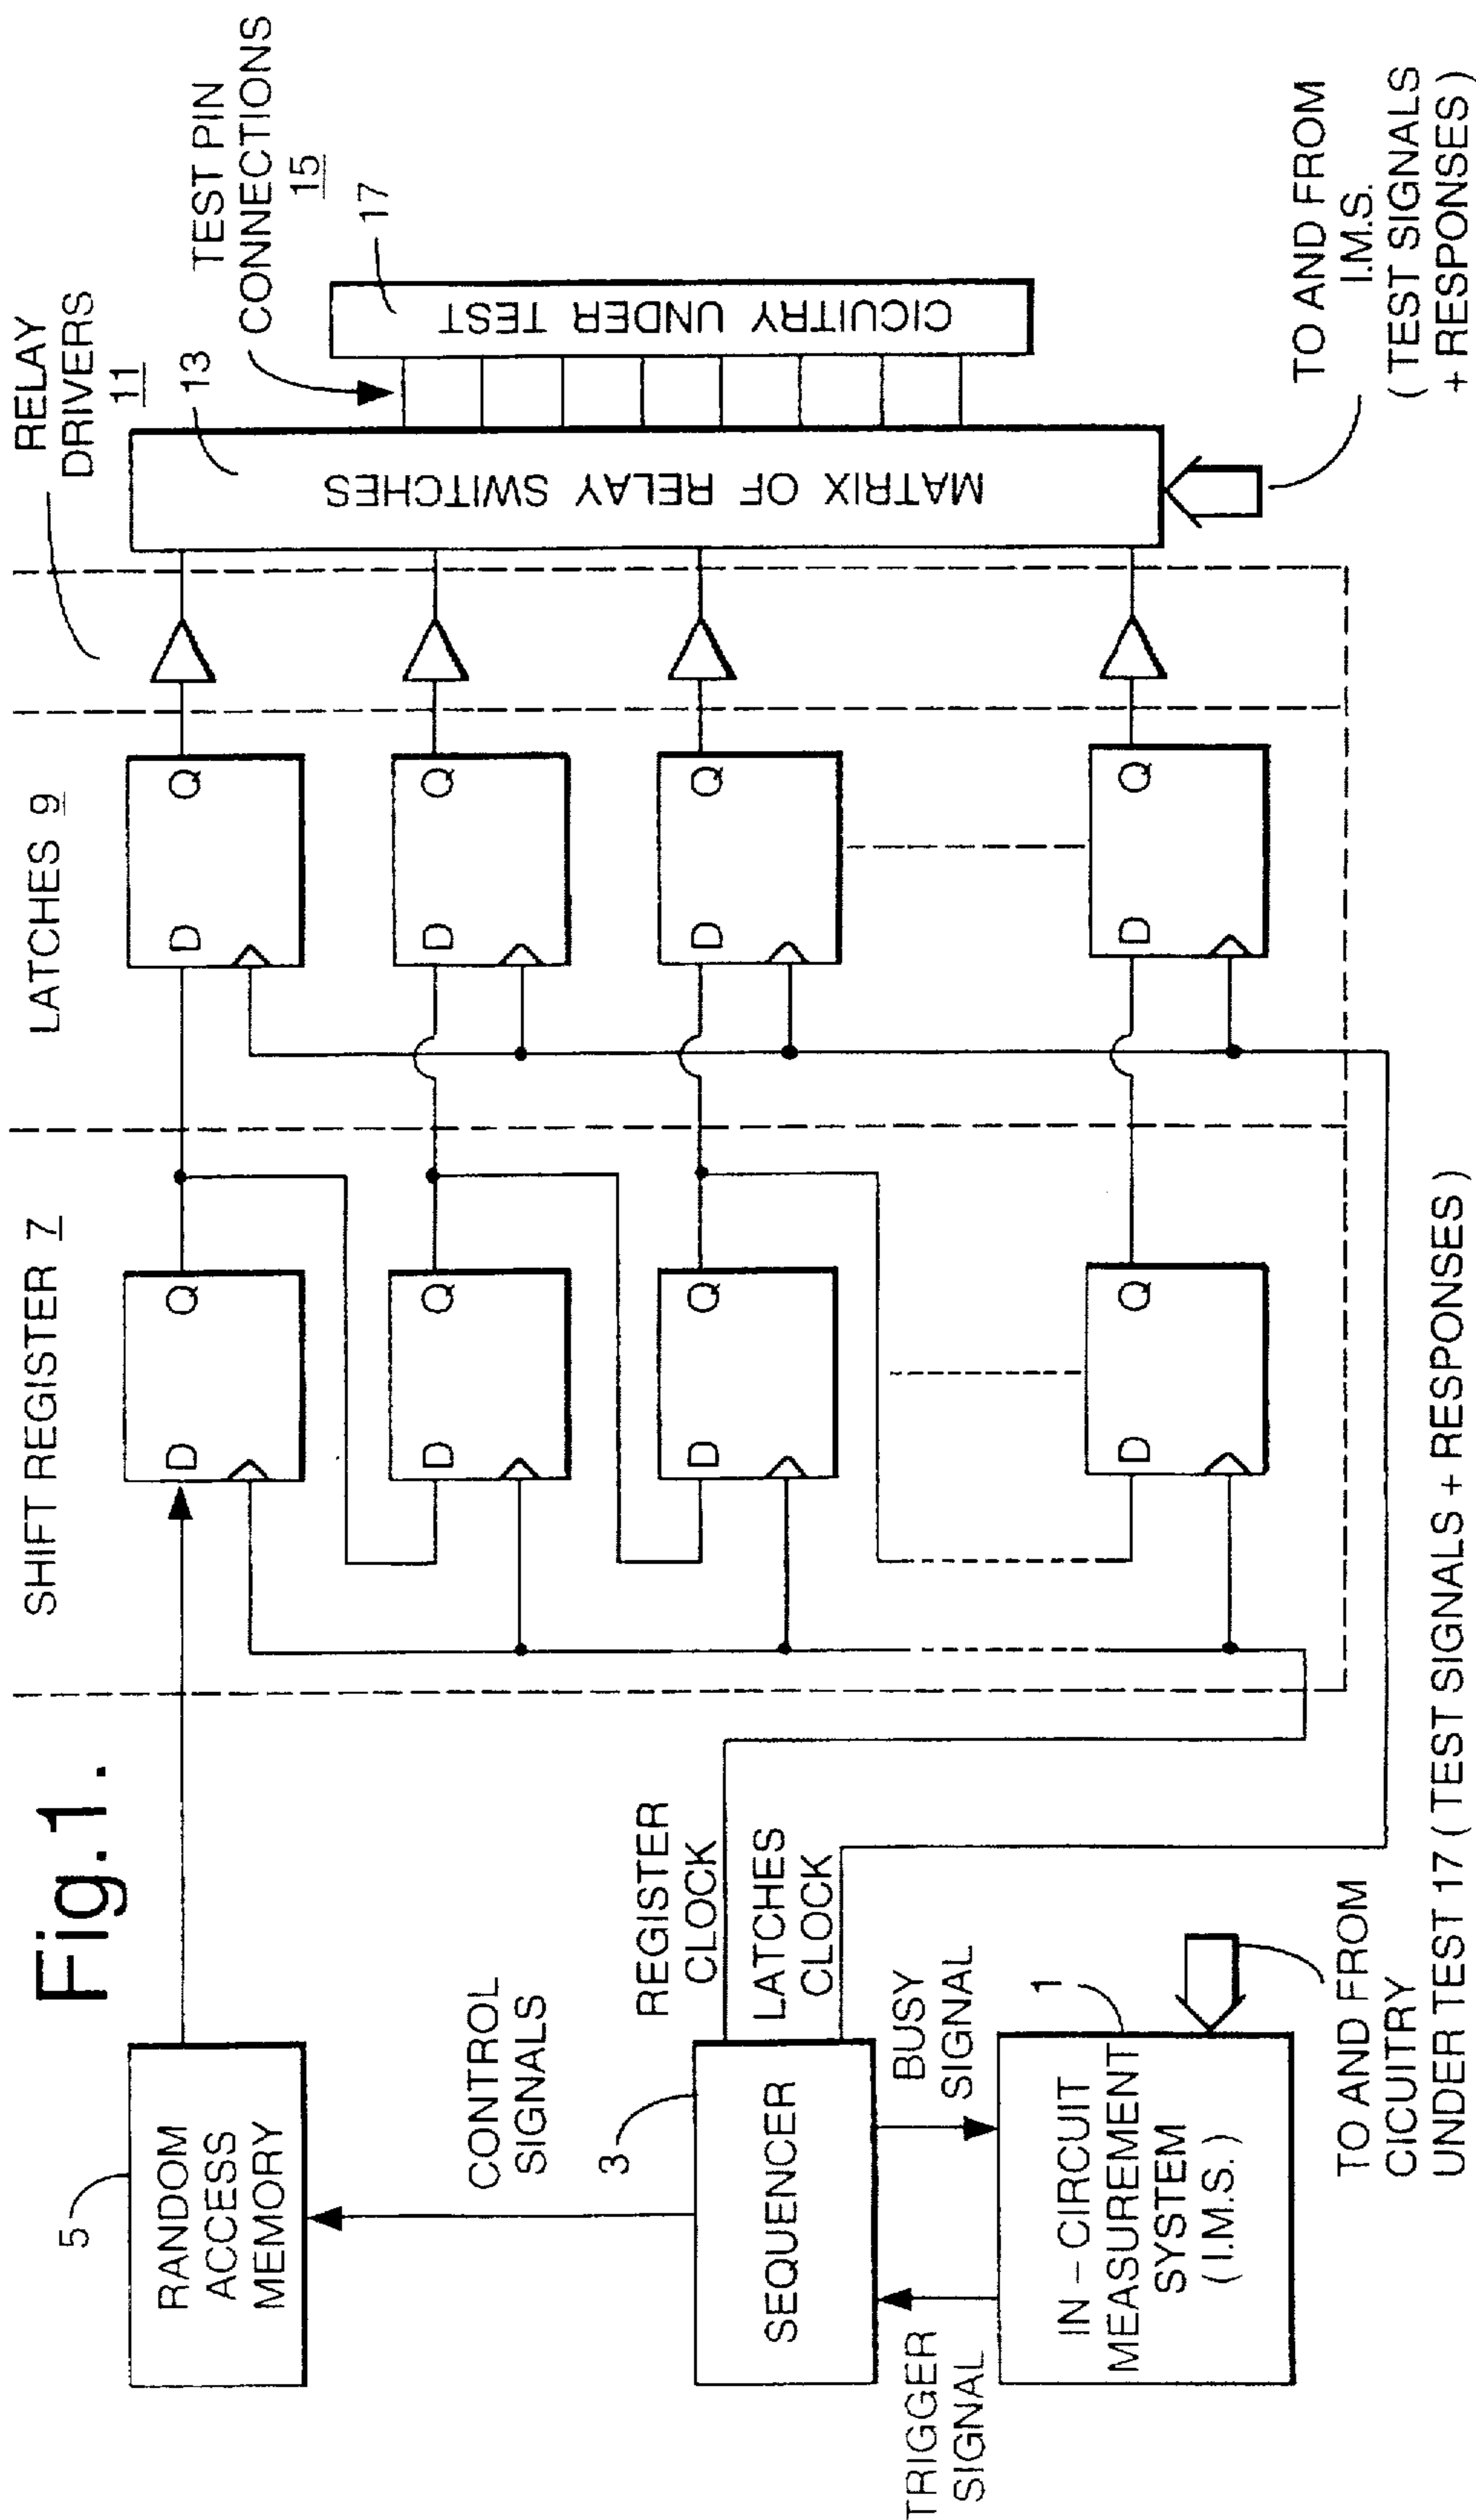 Fig.1.
SHIFT REGISTER 7
LATCHES 9
RELAY
DRIVERS
11
13
TEST PIN
CONNECTIONS
15
17
5
RANDOM
ACCESS
MEMORY
D
Q
D
Q
D
Q
D
Q
D
Q
D
Q
D
Q
D
Q
MATRIX OF RELAY SWITCHES
CICUITRY UNDER TEST
CONTROL
SIGNALS
3
SEQUENCER
REGISTER
CLOCK
LATCHES
CLOCK
TRIGGER
SIGNAL
BUSY
SIGNAL
1
IN-CIRCUIT
MEASUREMENT
SYSTEM
( I.M.S. )
TO AND FROM
CICUITRY
UNDER TEST 17 ( TEST SIGNALS + RESPONSES )
TO AND FROM
I.M.S.
( TEST SIGNALS
+ RESPONSES )